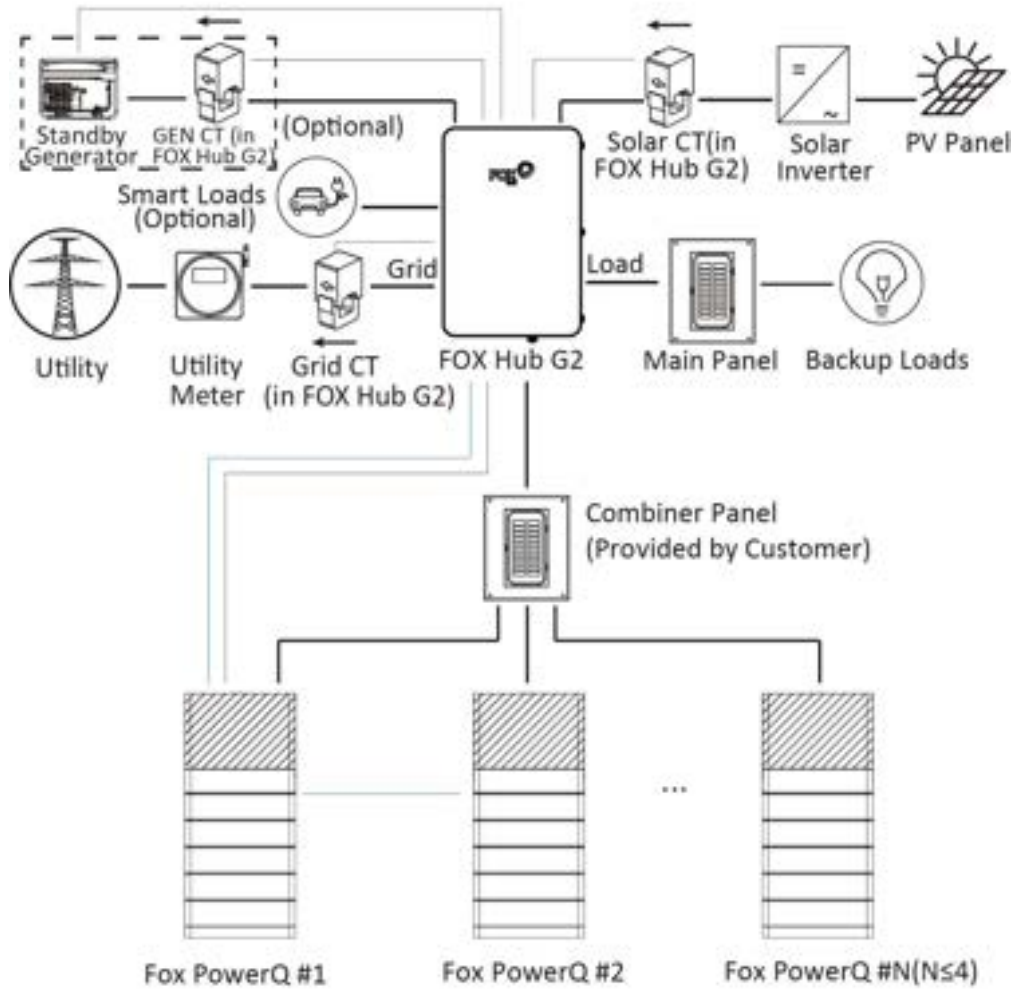 Standby
Generator
GEN CT (in
FOX Hub G2)
(Optional)
Solar CT(in
FOX Hub G2)
Solar
Inverter
PV Panel
Smart Loads
(Optional)
Grid
Load
Utility
Utility
Meter
Grid CT
(in FOX Hub G2)
FOX Hub G2
Main Panel
Backup Loads
Combiner Panel
(Provided by Customer)
...
Fox PowerQ #1
Fox PowerQ #2
Fox PowerQ #N(N≤4)